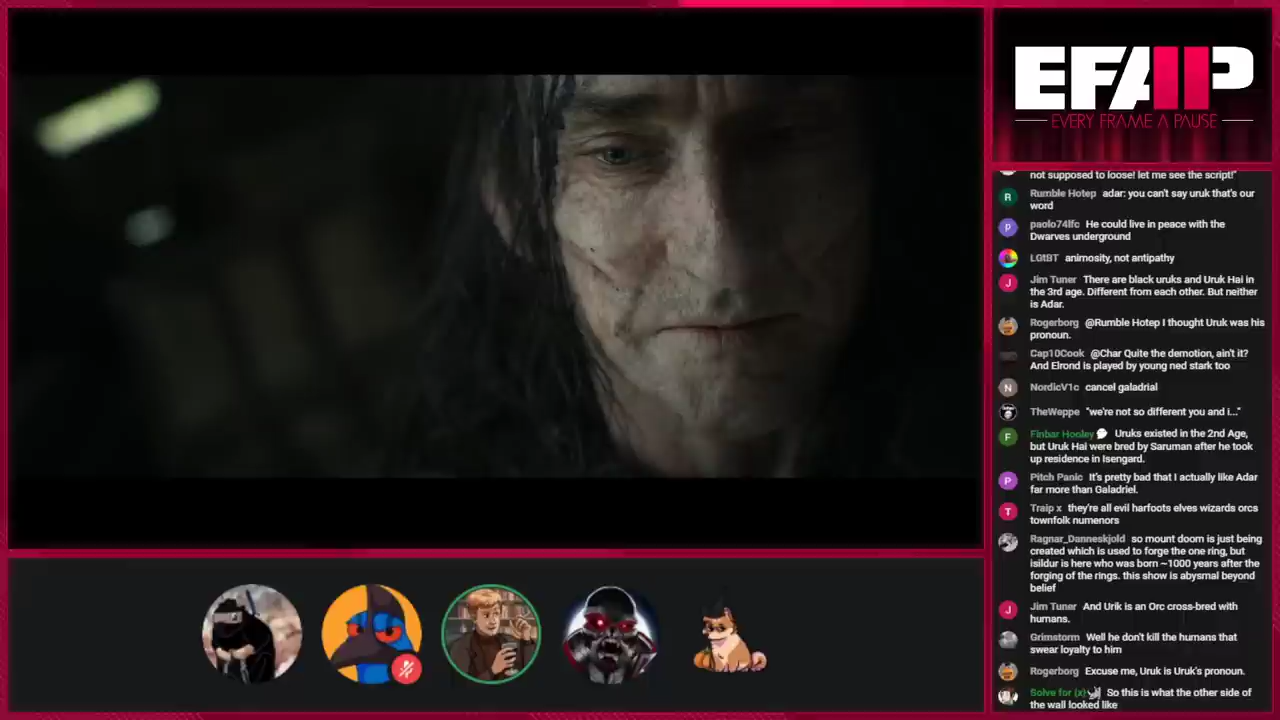 EFAP
EVERY FRAME A PAUSE
not supposed to loose! let me see the script!"
R
Rumble Hotep adar: you can't say uruk that's our
word
P
paolo74lfc He could live in peace with the
Dwarves underground
LGtBT animosity, not antipathy
J
Jim Tuner There are black uruks and Uruk Hai in
the 3rd age. Different from each other. But neither
is Adar.
Rogerborg @Rumble Hotep I thought Uruk was his
pronoun.
Cap10Cook @Char Quite the demotion, ain't it?
And Elrond is played by young ned stark too
N
NordicV1c cancel galadrial
TheWeppe "we're not so different you and i..."
F
Finbar Hooley Uruks existed in the 2nd Age,
but Uruk Hai were bred by Saruman after he took
up residence in Isengard.
P
Pitch Panic It's pretty bad that I actually like Adar
far more than Galadriel.
T
Traip x they're all evil harfoots elves wizards orcs
townfolk numenors
Ragnar_Danneskjold so mount doom is just being
created which is used to forge the one ring, but
isildur is here who was born ~1000 years after the
forging of the rings. this show is abysmal beyond
belief
J
Jim Tuner And Urik is an Orc cross-bred with
humans.
Grimstorm Well he don't kill the humans that
swear loyalty to him
Rogerborg Excuse me, Uruk is Uruk's pronoun.
Solve for (x) So this is what the other side of
the wall looked like